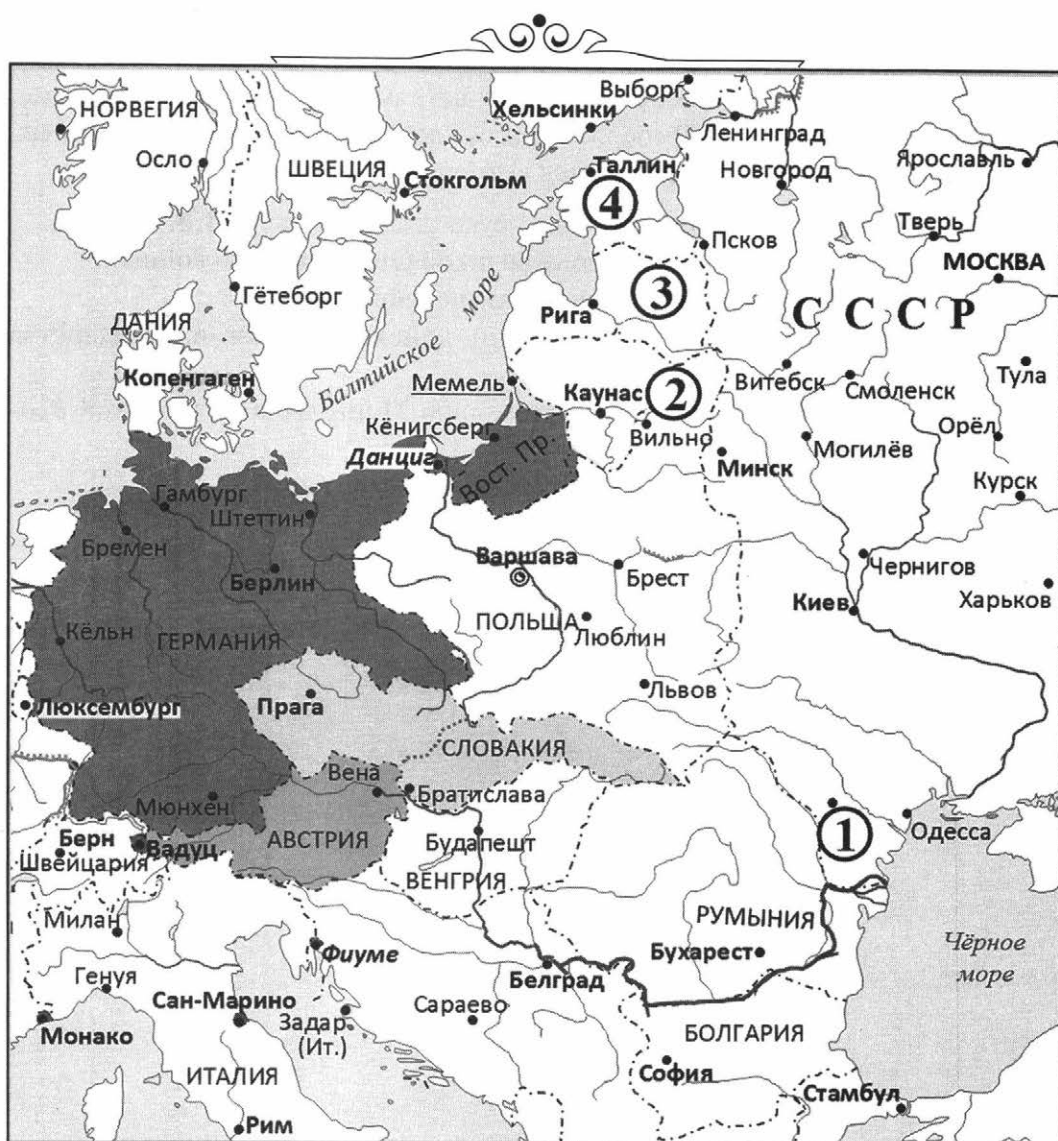 НОРВЕГИЯ
Осло
ШВЕЦИЯ
Стокгольм
Хельсинки
Выборг
Ленинград
Таллин
4
Новгород
Ярославль
Тверь
Псков
МОСКВА
Гётеборг
море
Балтийское
3
Рига
С С С Р
ДАНИЯ
Копенгаген
Мемель
Каунас
2
Витебск
Смоленск
Тула
Кёнигсберг
Вильно
Данциг
Вост. Пр.
Минск
Могилёв
Орёл
Курск
Гамбург
Штеттин
Бремен
Берлин
Варшава
Брест
Чернигов
Харьков
Киев
Кёльн
ГЕРМАНИЯ
ПОЛЬША
Люблин
Люксембург
Прага
Львов
СЛОВАКИЯ
Вена
Братислава
Мюнхен
АВСТРИЯ
Берн
Вадуц
Швейцария
Будапешт
ВЕНГРИЯ
1
Одесса
Милан
Фиуме
РУМЫНИЯ
Бухарест
Чёрное
море
Генуя
Сан-Марино
Белград
Монако
Задар
(Ит.)
Сараево
БОЛГАРИЯ
София
Стамбул
ИТАЛИЯ
Рим